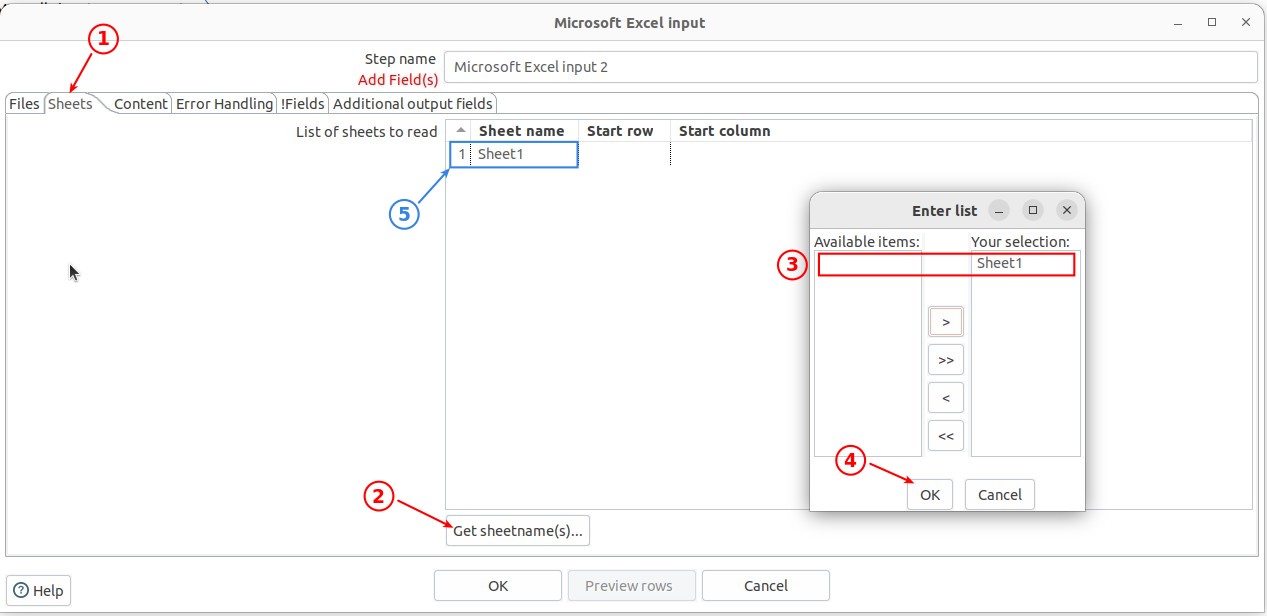 Microsoft Excel input
1
Step name
Microsoft Excel input 2
Add Field(s)
Files Sheets Content Error Handling !Fields Additional output fields
List of sheets to read
Sheet name Start row Start column
1 Sheet1
5
Enter list
Available items: Your selection:
3
Sheet1
>
>>
<
<<
4
OK Cancel
2
Get sheetname(s)...
Help
OK Preview rows Cancel